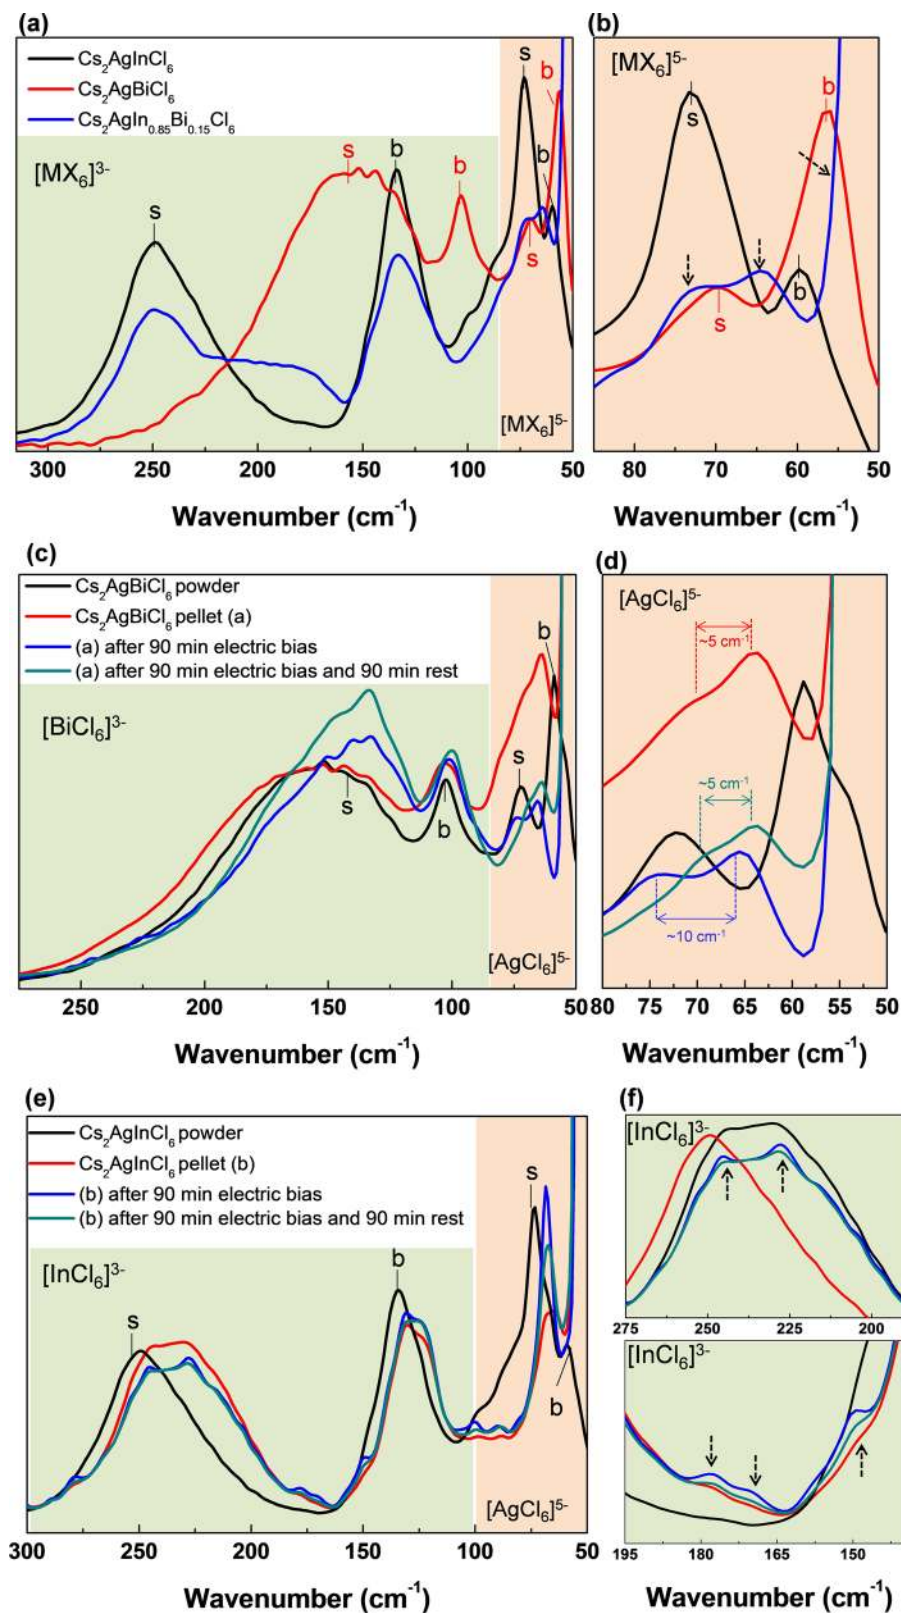 (a)
Cs₂AgInCl₆
Cs₂AgBiCl₆
Cs₂AgIn₀.₈₅Bi₀.₁₅Cl₆
[MX₆]³⁻
s
s
b
b
s
b
b
s
[MX₆]⁵⁻
300 250 200 150 100 50
Wavenumber (cm⁻¹)
(b)
[MX₆]⁵⁻
s
b
s
b
80 70 60 50
Wavenumber (cm⁻¹)
(c)
Cs₂AgBiCl₆ powder
Cs₂AgBiCl₆ pellet (a)
(a) after 90 min electric bias
(a) after 90 min electric bias and 90 min rest
[BiCl₆]³⁻
s
b
s
b
[AgCl₆]⁵⁻
250 200 150 100 50
Wavenumber (cm⁻¹)
(d)
[AgCl₆]⁵⁻
~5 cm⁻¹
~5 cm⁻¹
~10 cm⁻¹
80 75 70 65 60 55 50
Wavenumber (cm⁻¹)
(e)
Cs₂AgInCl₆ powder
Cs₂AgInCl₆ pellet (b)
(b) after 90 min electric bias
(b) after 90 min electric bias and 90 min rest
[InCl₆]³⁻
s
b
s
b
[AgCl₆]⁵⁻
300 250 200 150 100 50
Wavenumber (cm⁻¹)
(f)
[InCl₆]³⁻
275 250 225 200
[InCl₆]³⁻
195 180 165 150
Wavenumber (cm⁻¹)